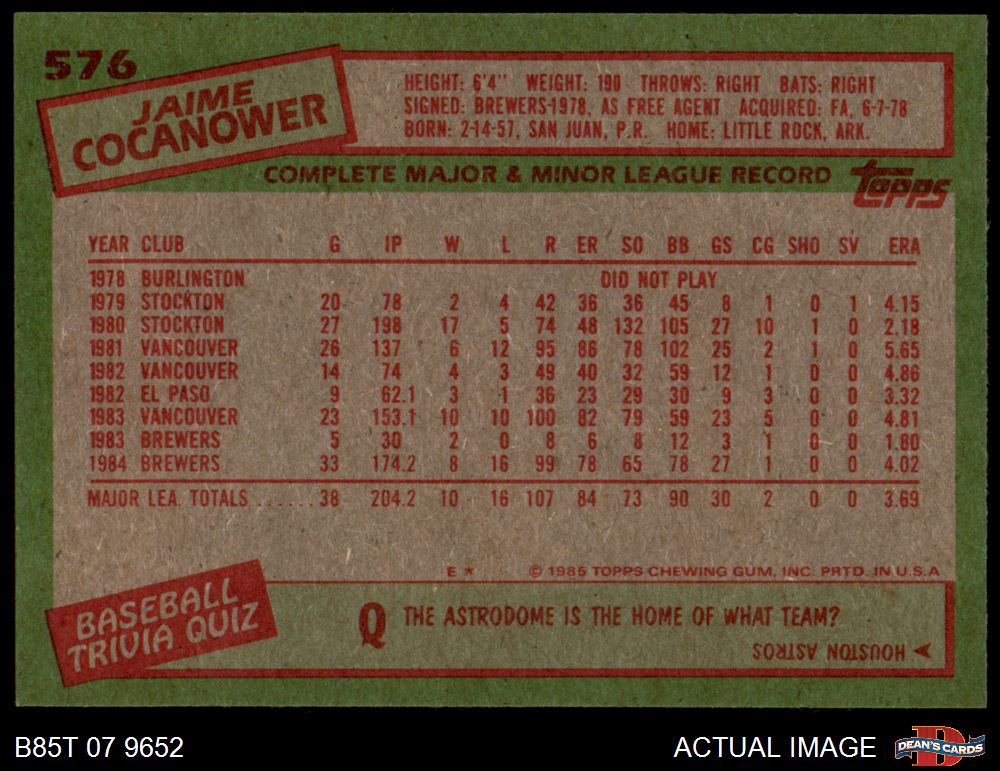 576
JAIME
COCANOWER
HEIGHT: 6'4" WEIGHT: 190 THROWS: RIGHT BATS: RIGHT
SIGNED: BREWERS-1978, AS FREE AGENT ACQUIRED: FA, 6-7-78
BORN: 2-14-57, SAN JUAN, P.R. HOME: LITTLE ROCK, ARK.
COMPLETE MAJOR & MINOR LEAGUE RECORD
topps
YEAR CLUB G IP W L R ER SO BB GS CG SHO SV ERA
1978 BURLINGTON DID NOT PLAY
1979 STOCKTON 20 78 2 4 42 36 36 45 8 1 0 1 4.15
1980 STOCKTON 27 198 17 5 74 48 132 105 27 10 1 0 2.18
1981 VANCOUVER 26 137 6 12 95 86 78 102 25 2 1 0 5.65
1982 VANCOUVER 14 74 4 3 49 40 32 59 12 1 0 0 4.86
1982 EL PASO 9 62.1 3 1 36 23 29 30 9 3 0 0 3.32
1983 VANCOUVER 23 153.1 10 10 100 82 79 59 23 5 0 0 4.81
1983 BREWERS 5 30 2 0 8 6 8 12 3 1 0 0 1.80
1984 BREWERS 33 174.2 8 16 99 78 65 78 27 1 0 0 4.02
MAJOR LEA. TOTALS ...... 38 204.2 10 16 107 84 73 90 30 2 0 0 3.69
E * © 1985 TOPPS CHEWING GUM, INC. PRTD. IN U.S.A
BASEBALL
TRIVIA QUIZ
Q THE ASTRODOME IS THE HOME OF WHAT TEAM?
HOUSTON ASTROS
B85T 07 9652
ACTUAL IMAGE
D
DEAN'S CARDS